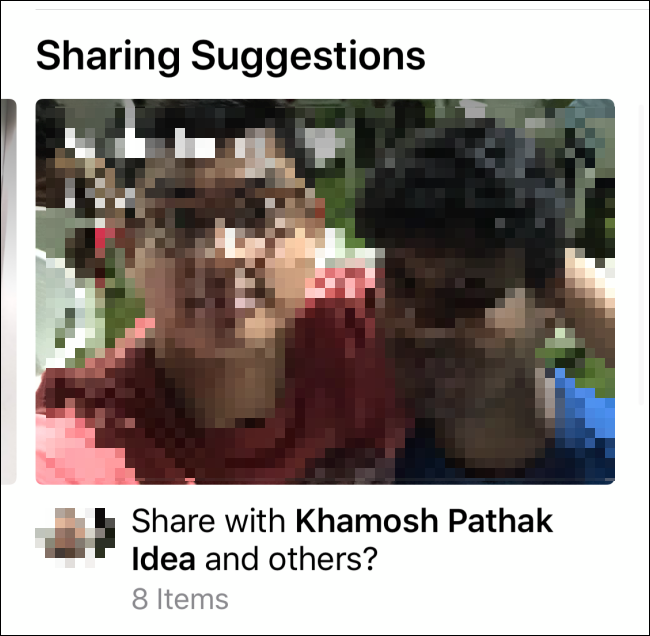 Sharing Suggestions
Share with Khamosh Pathak
Idea and others?
8 Items